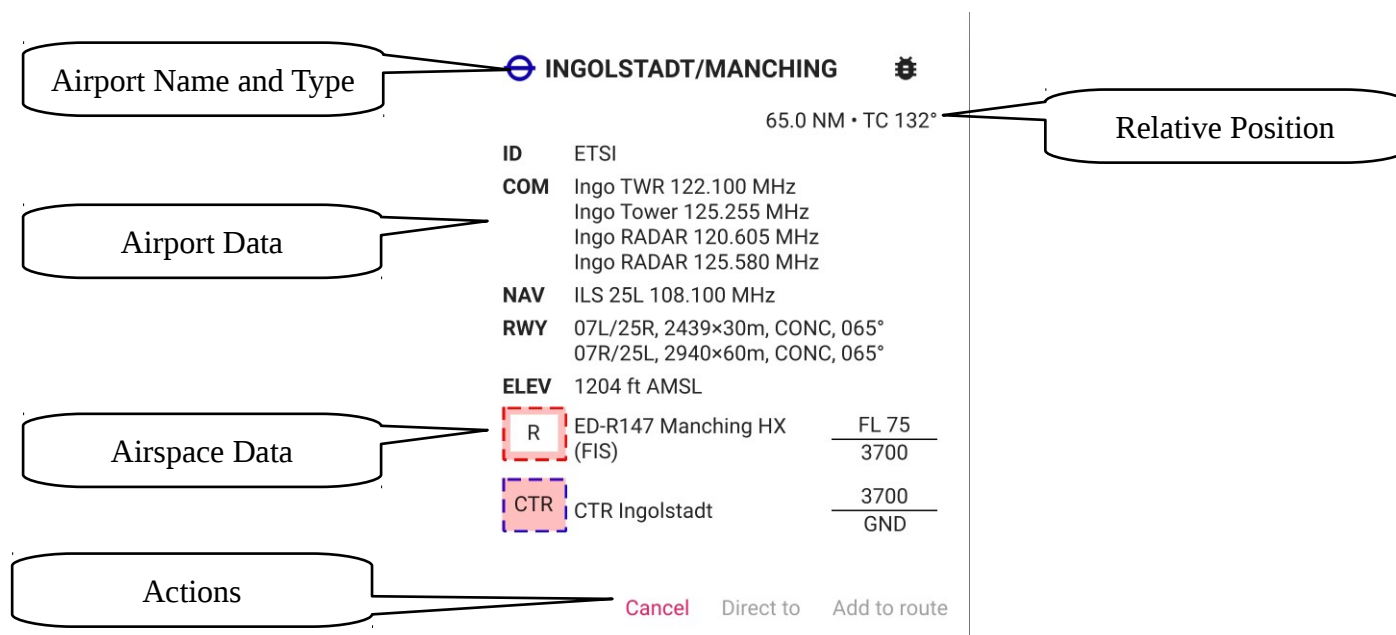 Airport Name and Type
INGOLSTADT/MANCHING
65.0 NM • TC 132°
Relative Position
ID ETSI
COM Ingo TWR 122.100 MHz
Ingo Tower 125.255 MHz
Ingo RADAR 120.605 MHz
Ingo RADAR 125.580 MHz
Airport Data
NAV ILS 25L 108.100 MHz
RWY 07L/25R, 2439×30m, CONC, 065°
07R/25L, 2940×60m, CONC, 065°
ELEV 1204 ft AMSL
Airspace Data
R ED-R147 Manching HX FL 75
(FIS) 3700
CTR CTR Ingolstadt 3700
GND
Actions
Cancel Direct to Add to route